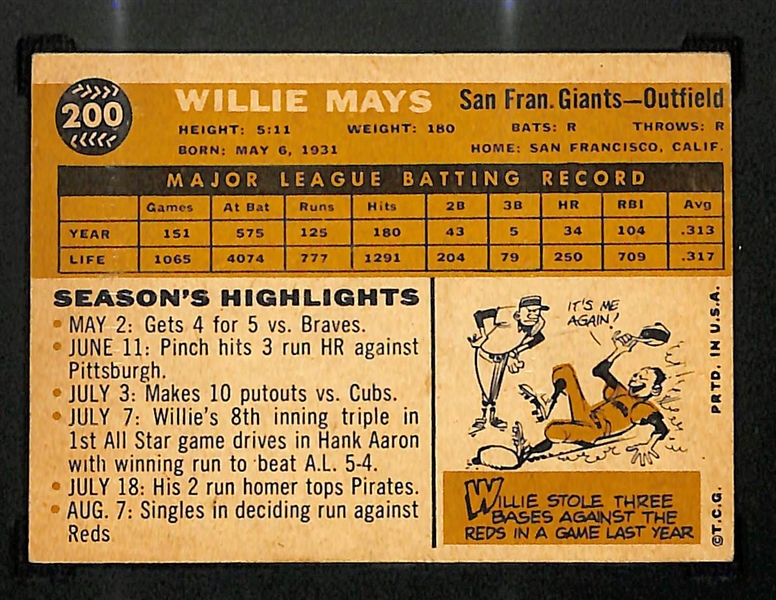 200
WILLIE MAYS San Fran. Giants—Outfield
HEIGHT: 5:11 WEIGHT: 180 BATS: R THROWS: R
BORN: MAY 6, 1931 HOME: SAN FRANCISCO, CALIF.
MAJOR LEAGUE BATTING RECORD
Games At Bat Runs Hits 2B 3B HR RBI Avg
YEAR 151 575 125 180 43 5 34 104 .313
LIFE 1065 4074 777 1291 204 79 250 709 .317
SEASON'S HIGHLIGHTS
• MAY 2: Gets 4 for 5 vs. Braves.
• JUNE 11: Pinch hits 3 run HR against
Pittsburgh.
• JULY 3: Makes 10 putouts vs. Cubs.
• JULY 7: Willie's 8th inning triple in
1st All Star game drives in Hank Aaron
with winning run to beat A.L. 5-4.
• JULY 18: His 2 run homer tops Pirates.
• AUG. 7: Singles in deciding run against
Reds
IT'S ME
AGAIN!
WILLIE STOLE THREE
BASES AGAINST THE
REDS IN A GAME LAST YEAR
©T.C.G. PRTD. IN U.S.A.